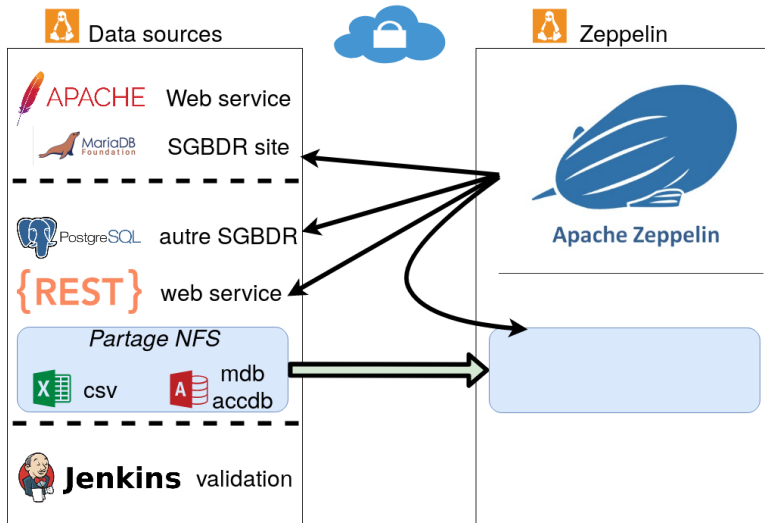 Data sources
Zeppelin
APACHE Web service
MariaDB
Foundation
SGBDR site
PostgreSQL autre SGBDR
{REST} web service
Partage NFS
X csv
A mdb
accdb
Jenkins validation
Apache Zeppelin